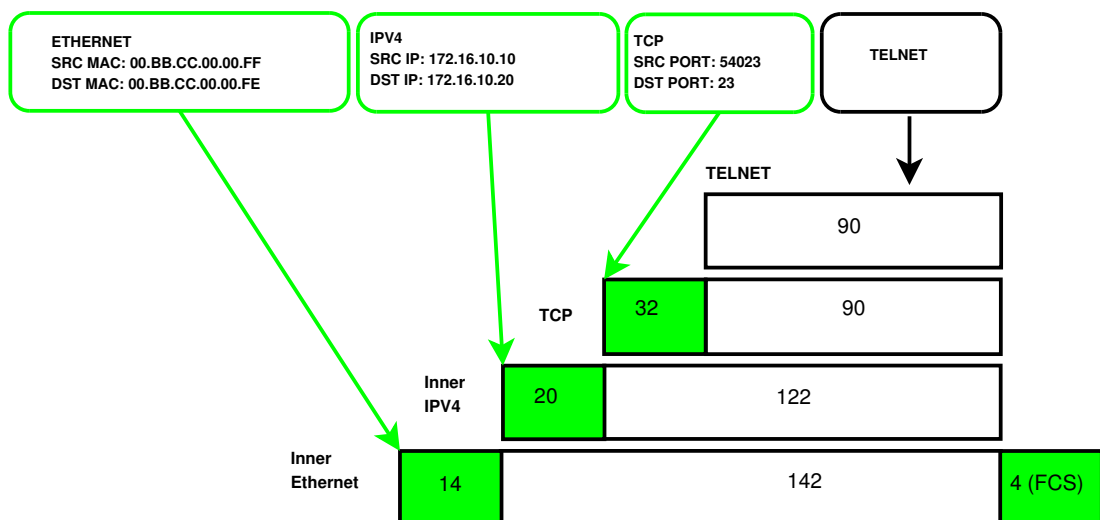 ETHERNET
SRC MAC: 00.BB.CC.00.00.FF
DST MAC: 00.BB.CC.00.00.FE
IPV4
SRC IP: 172.16.10.10
DST IP: 172.16.10.20
TCP
SRC PORT: 54023
DST PORT: 23
TELNET
TELNET
90
TCP
32
90
Inner
IPV4
20
122
Inner
Ethernet
14
142
4 (FCS)